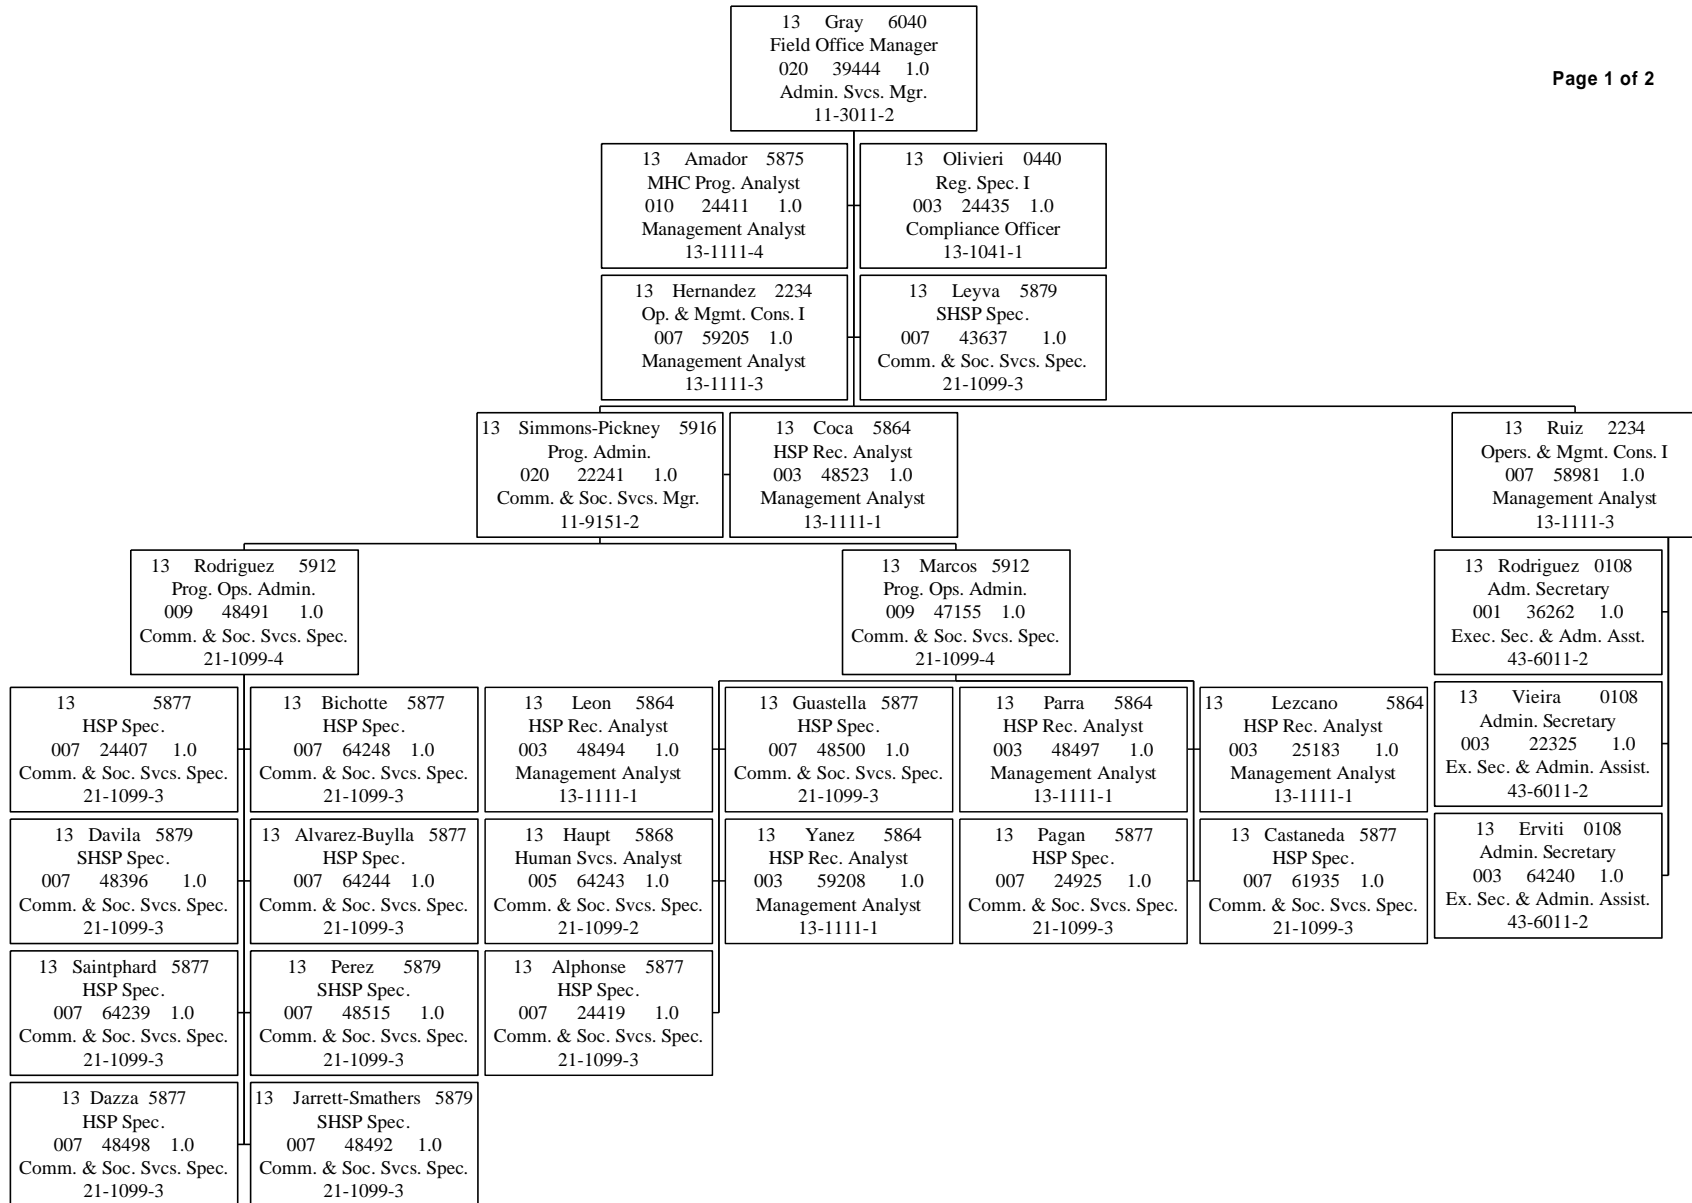 13 Gray 6040
Field Office Manager
020 39444 1.0
Admin. Svcs. Mgr.
11-3011-2
Page 1 of 2
13 Amador 5875
MHC Prog. Analyst
010 24411 1.0
Management Analyst
13-1111-4
13 Olivieri 0440
Reg. Spec. I
003 24435 1.0
Compliance Officer
13-1041-1
13 Hernandez 2234
Op. & Mgmt. Cons. I
007 59205 1.0
Management Analyst
13-1111-3
13 Leyva 5879
SHSP Spec.
007 43637 1.0
Comm. & Soc. Svcs. Spec.
21-1099-3
13 Simmons-Pickney 5916
Prog. Admin.
020 22241 1.0
Comm. & Soc. Svcs. Mgr.
11-9151-2
13 Coca 5864
HSP Rec. Analyst
003 48523 1.0
Management Analyst
13-1111-1
13 Ruiz 2234
Opers. & Mgmt. Cons. I
007 58981 1.0
Management Analyst
13-1111-3
13 Rodriguez 5912
Prog. Ops. Admin.
009 48491 1.0
Comm. & Soc. Svcs. Spec.
21-1099-4
13 Marcos 5912
Prog. Ops. Admin.
009 47155 1.0
Comm. & Soc. Svcs. Spec.
21-1099-4
13 Rodriguez 0108
Adm. Secretary
001 36262 1.0
Exec. Sec. & Adm. Asst.
43-6011-2
13 5877
HSP Spec.
007 24407 1.0
Comm. & Soc. Svcs. Spec.
21-1099-3
13 Bichotte 5877
HSP Spec.
007 64248 1.0
Comm. & Soc. Svcs. Spec.
21-1099-3
13 Leon 5864
HSP Rec. Analyst
003 48494 1.0
Management Analyst
13-1111-1
13 Guastella 5877
HSP Spec.
007 48500 1.0
Comm. & Soc. Svcs. Spec.
21-1099-3
13 Parra 5864
HSP Rec. Analyst
003 48497 1.0
Management Analyst
13-1111-1
13 Lezcano 5864
HSP Rec. Analyst
003 25183 1.0
Management Analyst
13-1111-1
13 Vieira 0108
Admin. Secretary
003 22325 1.0
Ex. Sec. & Admin. Assist.
43-6011-2
13 Davila 5879
SHSP Spec.
007 48396 1.0
Comm. & Soc. Svcs. Spec.
21-1099-3
13 Alvarez-Buylla 5877
HSP Spec.
007 64244 1.0
Comm. & Soc. Svcs. Spec.
21-1099-3
13 Haupt 5868
Human Svcs. Analyst
005 64243 1.0
Comm. & Soc. Svcs. Spec.
21-1099-2
13 Yanez 5864
HSP Rec. Analyst
003 59208 1.0
Management Analyst
13-1111-1
13 Pagan 5877
HSP Spec.
007 24925 1.0
Comm. & Soc. Svcs. Spec.
21-1099-3
13 Castaneda 5877
HSP Spec.
007 61935 1.0
Comm. & Soc. Svcs. Spec.
21-1099-3
13 Erviti 0108
Admin. Secretary
003 64240 1.0
Ex. Sec. & Admin. Assist.
43-6011-2
13 Saintphard 5877
HSP Spec.
007 64239 1.0
Comm. & Soc. Svcs. Spec.
21-1099-3
13 Perez 5879
SHSP Spec.
007 48515 1.0
Comm. & Soc. Svcs. Spec.
21-1099-3
13 Alphonse 5877
HSP Spec.
007 24419 1.0
Comm. & Soc. Svcs. Spec.
21-1099-3
13 Dazza 5877
HSP Spec.
007 48498 1.0
Comm. & Soc. Svcs. Spec.
21-1099-3
13 Jarrett-Smathers 5879
SHSP Spec.
007 48492 1.0
Comm. & Soc. Svcs. Spec.
21-1099-3